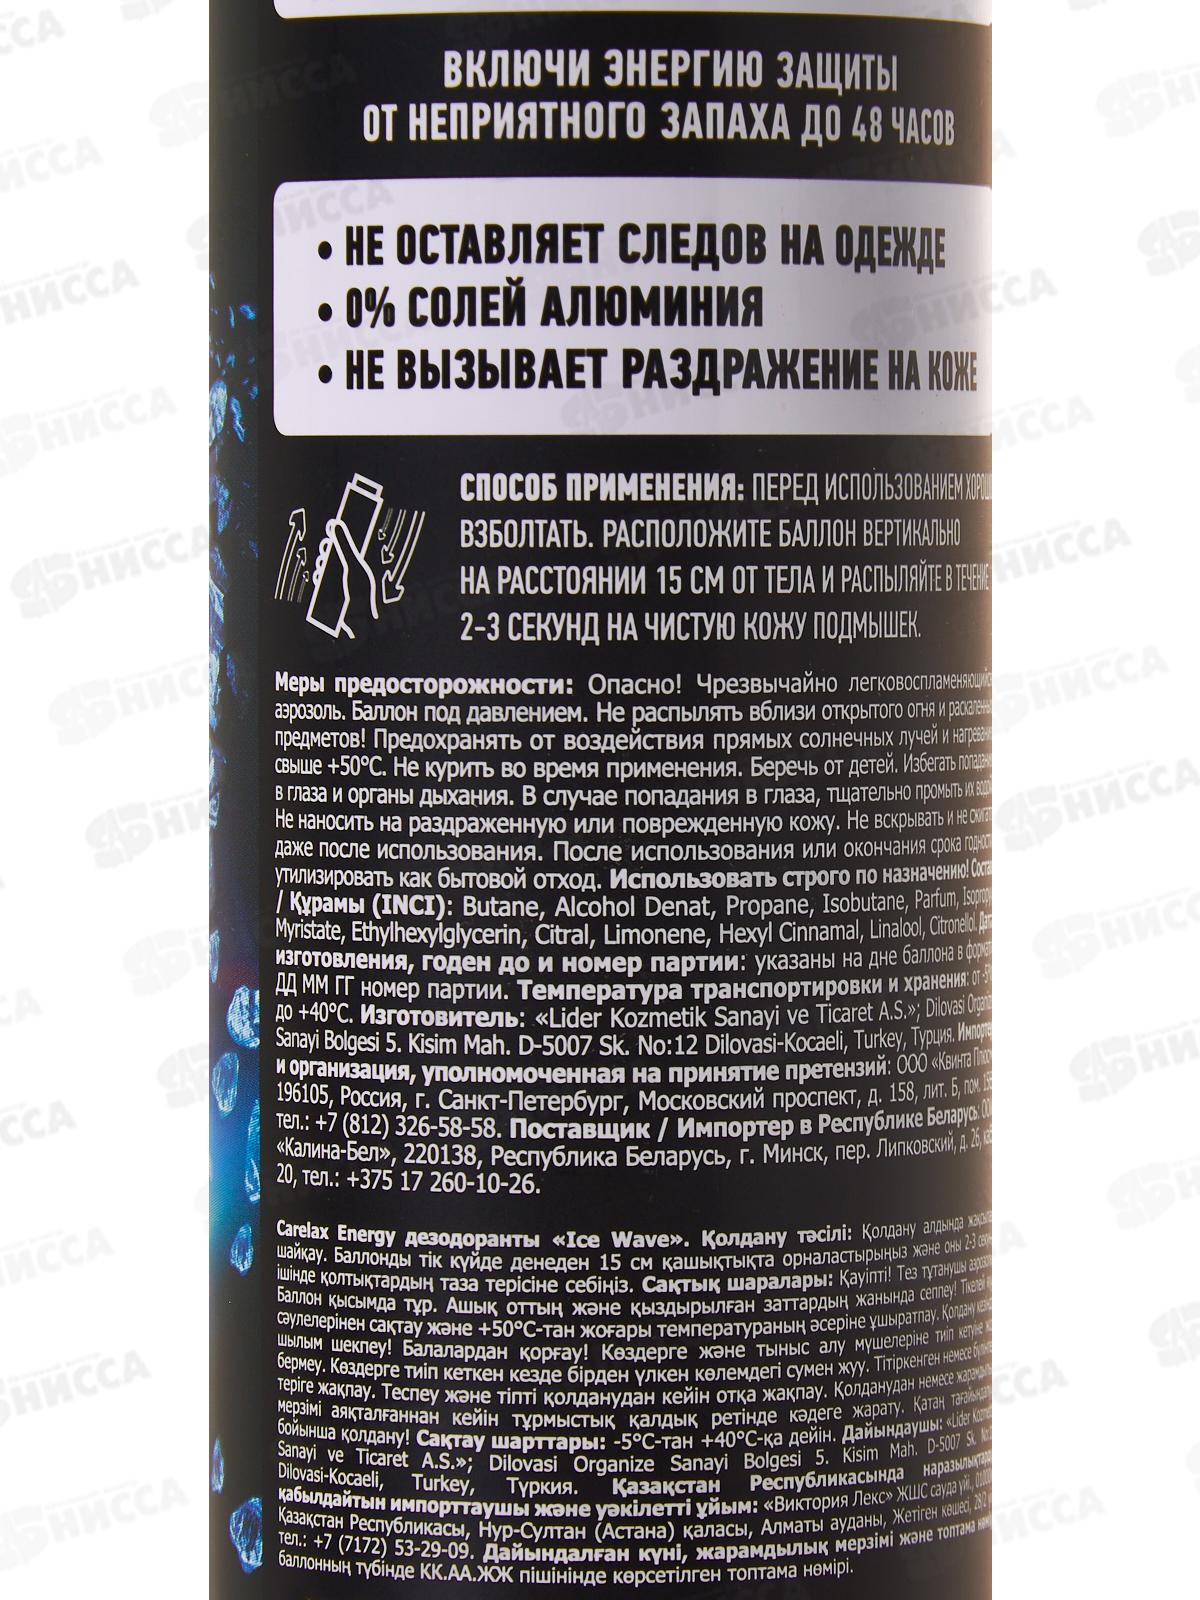 ВКЛЮЧИ ЭНЕРГИЮ ЗАЩИТЫ
ОТ НЕПРИЯТНОГО ЗАПАХА ДО 48 ЧАСОВ
• НЕ ОСТАВЛЯЕТ СЛЕДОВ НА ОДЕЖДЕ
• 0% СОЛЕЙ АЛЮМИНИЯ
• НЕ ВЫЗЫВАЕТ РАЗДРАЖЕНИЕ НА КОЖЕ
СПОСОБ ПРИМЕНЕНИЯ: ПЕРЕД ИСПОЛЬЗОВАНИЕМ
ВЗБОЛТАТЬ. РАСПОЛОЖИТЕ БАЛЛОН ВЕРТИКАЛЬНО
НА РАССТОЯНИИ 15 СМ ОТ ТЕЛА И РАСПЫЛЯЙТЕ В ТЕЧЕНИЕ
2-3 СЕКУНД НА ЧИСТУЮ КОЖУ ПОДМЫШЕК.
Меры предосторожности: Опасно! Чрезвычайно
аэрозоль. Баллон под давлением. Не распылять вблизи открытого огня и
предметов! Предохранять от воздействия прямых солнечных лучей и
свыше +50°С. Не курить во время применения. Беречь от детей. Избегать
в глаза и органы дыхания. В случае попадания в глаза, тщательно промыть их
Не наносить на раздраженную или поврежденную кожу. Не вскрывать и не
даже после использования. После использования или окончания срока
утилизировать как бытовой отход. Использовать строго по назначению!
/ Құрамы (INCI): Butane, Alcohol Denat, Propane, Isobutane, Parfum,
Myristate, Ethylhexylglycerin, Citral, Limonene, Hexyl Cinnamal, Linalool, Citronellol.
изготовления, годен до и номер партии: указаны на дне баллона в
ДД ММ ГГ номер партии. Температура транспортировки и хранения: от
до +40°С. Изготовитель: «Lider Kozmetik Sanayi ve Ticaret A.S.»; Dilovasi
Sanayi Bolgesi 5. Kisim Mah. D-5007 Sk. No:12 Dilovasi-Kocaeli, Turkey, Турция.
и организация, уполномоченная на принятие претензий: ООО «Квинта
196105, Россия, г. Санкт-Петербург, Московский проспект, д. 158, лит. Б, пом.
тел.: +7 (812) 326-58-58. Поставщик / Импортер в Республике Беларусь:
«Калина-Бел», 220138, Республика Беларусь, г. Минск, пер. Липковский, д. 26,
20, тел.: +375 17 260-10-26.
Carelax Energy дезодоранты «Ice Wave». Қолдану тәсілі: Қолдану алдында
шайқау. Баллонды тік күйде денеден 15 см қашықтықта орналастырыңыз және оны 2-3
ішінде қолтықтардың таза терісіне себіңіз. Сақтық шаралары: Қауіпті! Тез тұтанушы
Баллон қысымда тұр. Ашық оттың және қыздырылған заттардың жанында сеппеу!
сәулелерінен сақтау және +50°С-тан жоғары температураның әсеріне ұшыратпау. Қолдану
шылым шекпеу! Балалардан қорғау! Көздерге және тыныс алу мүшелеріне тиіп
бермеу. Көздерге тиіп кеткен кезде бірден үлкен көлемдегі сумен жуу. Тітіркенген немесе
теріге жақпау. Теспеу және тіпті қолданудан кейін отқа жақпау. Қолданудан немесе
мерзімі аяқталғаннан кейін тұрмыстық қалдық ретінде кәдеге жарату. Қатаң
бойынша қолдану! Сақтау шарттары: -5°С-тан +40°С-қа дейін. Дайындаушы: «Lider
Sanayi ve Ticaret A.S.»; Dilovasi Organize Sanayi Bolgesi 5. Kisim Mah. D-5007 Sk.
Dilovasi-Kocaeli, Turkey, Түркия. Қазақстан Республикасында
қабылдайтын импорттаушы және уәкілетті ұйым: «Виктория Лекс» ЖШС сауда үйі,
Қазақстан Республикасы, Нур-Султан (Астана) қаласы, Алматы ауданы, Жетіген көшесі,
тел.: +7 (7172) 53-29-09. Дайындалған күні, жарамдылық мерзімі және топтама
баллонның түбінде КК.АА.ЖЖ пішінінде көрсетілген топтама нөмірі.